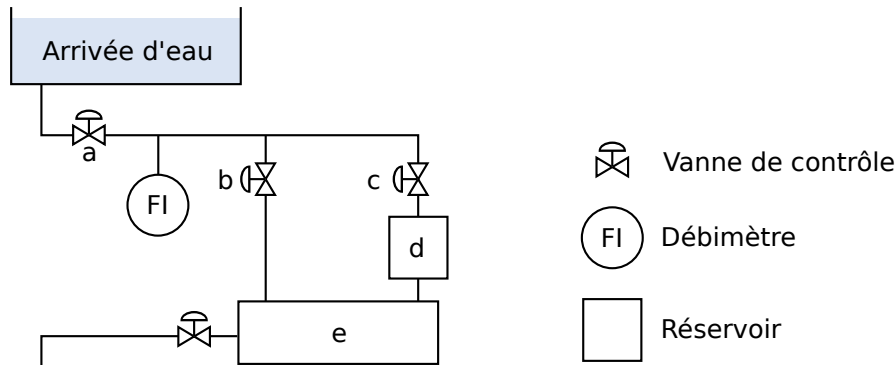 Arrivée d'eau
a
b
c
FI
d
e
Vanne de contrôle
FI
Débimètre
Réservoir